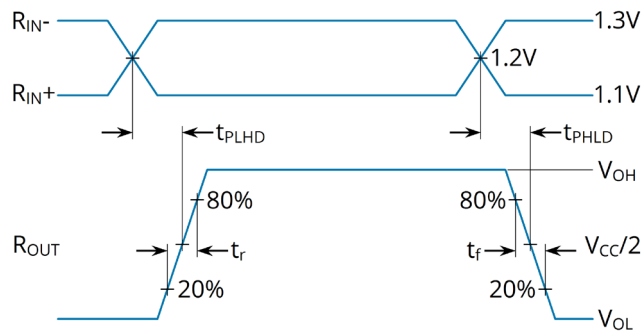 RIN- 1.3V
1.2V
RIN+ 1.1V
tPLHD tPHLD
VOH
80% 80%
ROUT tr tf VCC/2
20% 20%
VOL